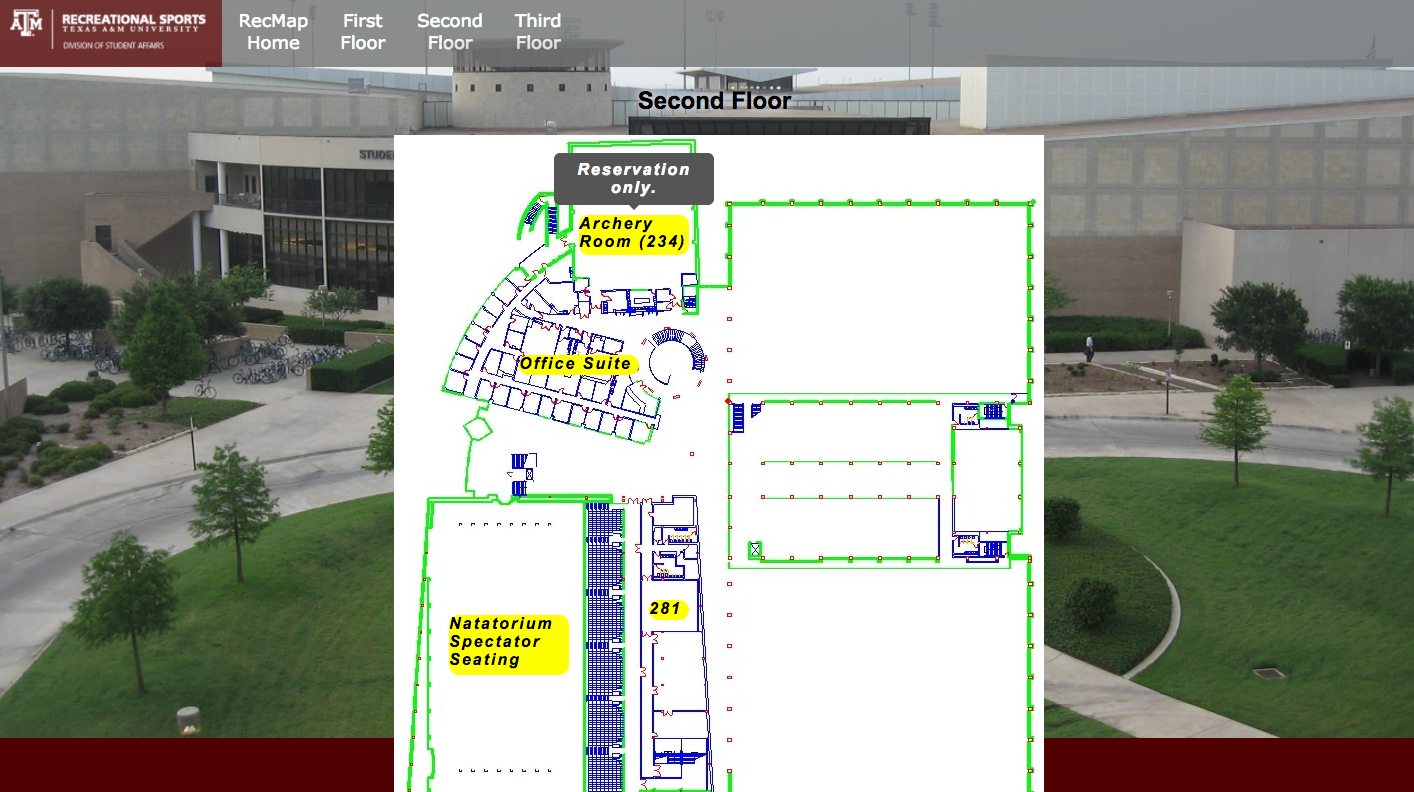 RECREATIONAL SPORTS
TEXAS A&M UNIVERSITY
DIVISION OF STUDENT AFFAIRS
RecMap
Home
First
Floor
Second
Floor
Third
Floor
STUDE
Second Floor
Reservation
only.
Archery
Room (234)
Office Suite
281
Natatorium
Spectator
Seating